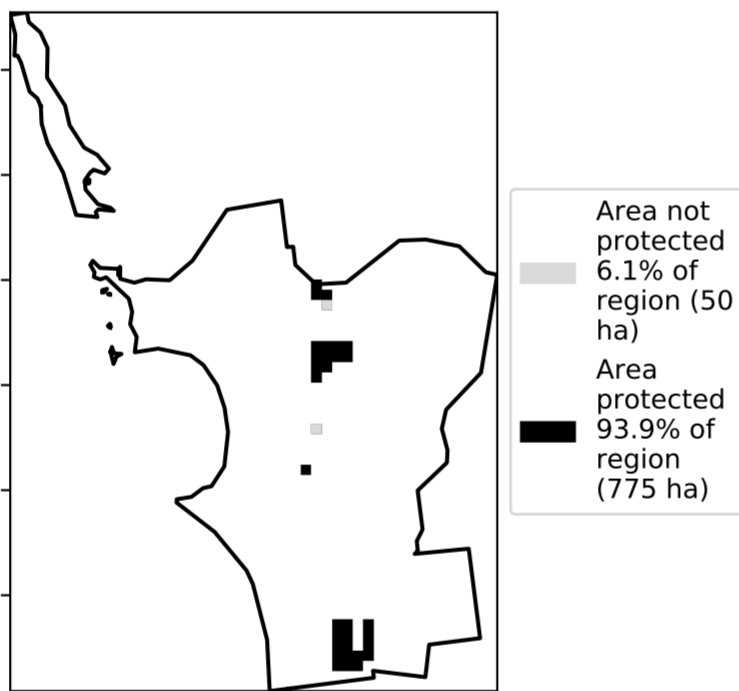 Area not
protected
6.1% of
region (50
ha)
Area
protected
93.9% of
region
(775 ha)